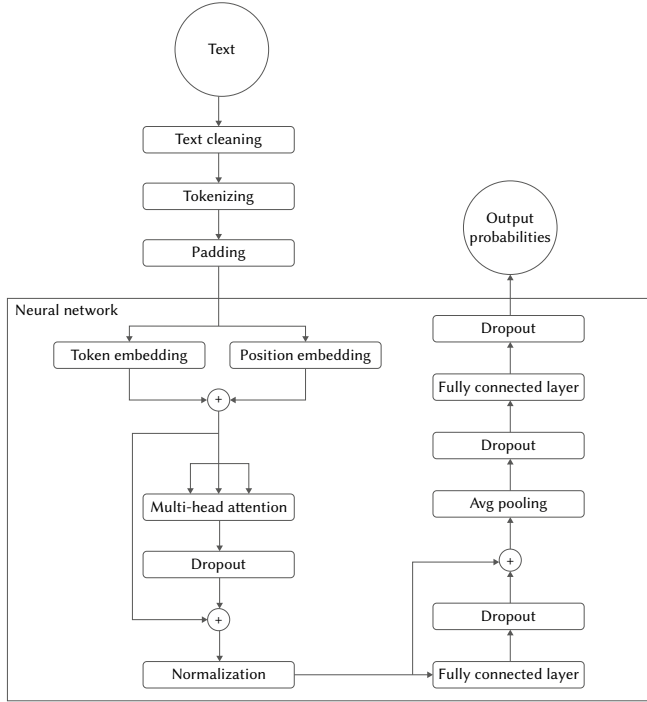 Text
Text cleaning
Tokenizing
Padding
Neural network
Token embedding
Position embedding
+
Multi-head attention
Dropout
+
Normalization
Output
probabilities
Dropout
Fully connected layer
Dropout
Avg pooling
+
Dropout
Fully connected layer